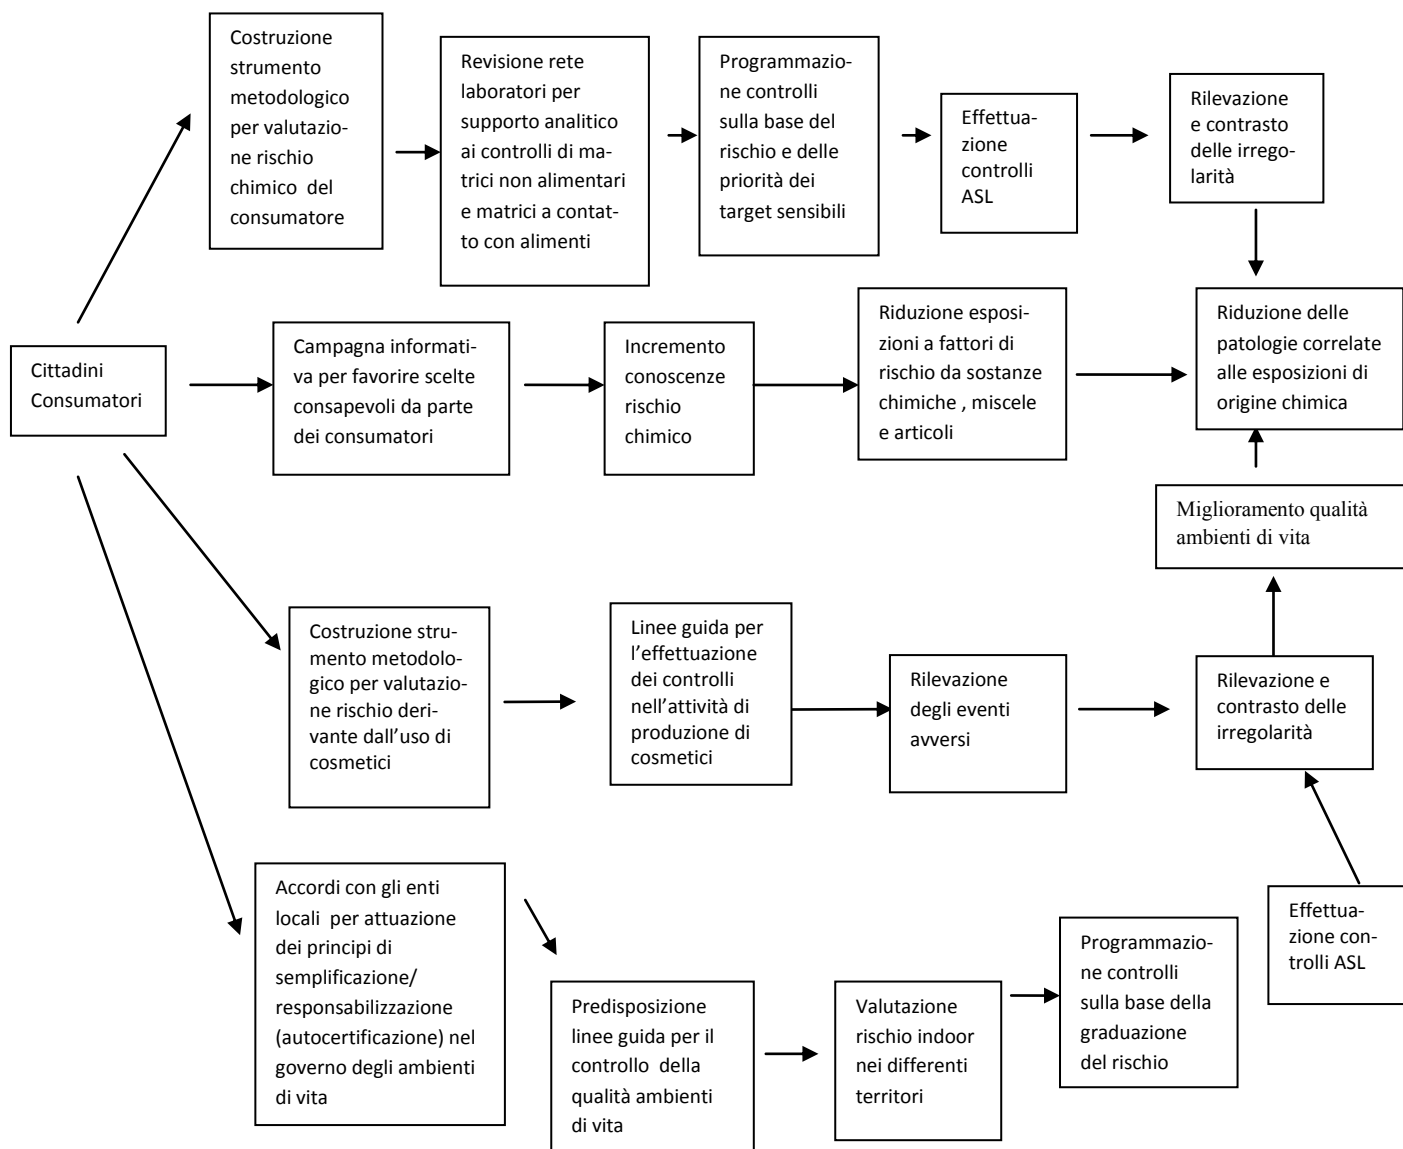 Costruzione
strumento
metodologico
per valutazio-
ne rischio
chimico del
consumatore
Revisione rete
laboratori per
supporto analitico
ai controlli di ma-
trici non alimentari
e matrici a contat-
to con alimenti
Programmazio-
ne controlli
sulla base del
rischio e delle
priorità dei
target sensibili
Effettua-
zione
controlli
ASL
Rilevazione
e contrasto
delle irrego-
larità
Cittadini
Consumatori
Campagna informati-
va per favorire scelte
consapevoli da parte
dei consumatori
Incremento
conoscenze
rischio
chimico
Riduzione esposi-
zioni a fattori di
rischio da sostanze
chimiche , miscele
e articoli
Riduzione delle
patologie correlate
alle esposizioni di
origine chimica
Miglioramento qualità
ambienti di vita
Costruzione stru-
mento metodolo-
gico per valutazio-
ne rischio deri-
vante dall'uso di
cosmetici
Linee guida per
l'effettuazione
dei controlli
nell'attività di
produzione di
cosmetici
Rilevazione
degli eventi
avversi
Rilevazione e
contrasto delle
irregolarità
Accordi con gli enti
locali per attuazione
dei principi di
semplificazione/
responsabilizzazione
(autocertificazione) nel
governo degli ambienti
di vita
Predisposizione
linee guida per il
controllo della
qualità ambienti
di vita
Valutazione
rischio indoor
nei differenti
territori
Programmazio-
ne controlli
sulla base della
graduazione
del rischio
Effettua-
zione con-
trolli ASL